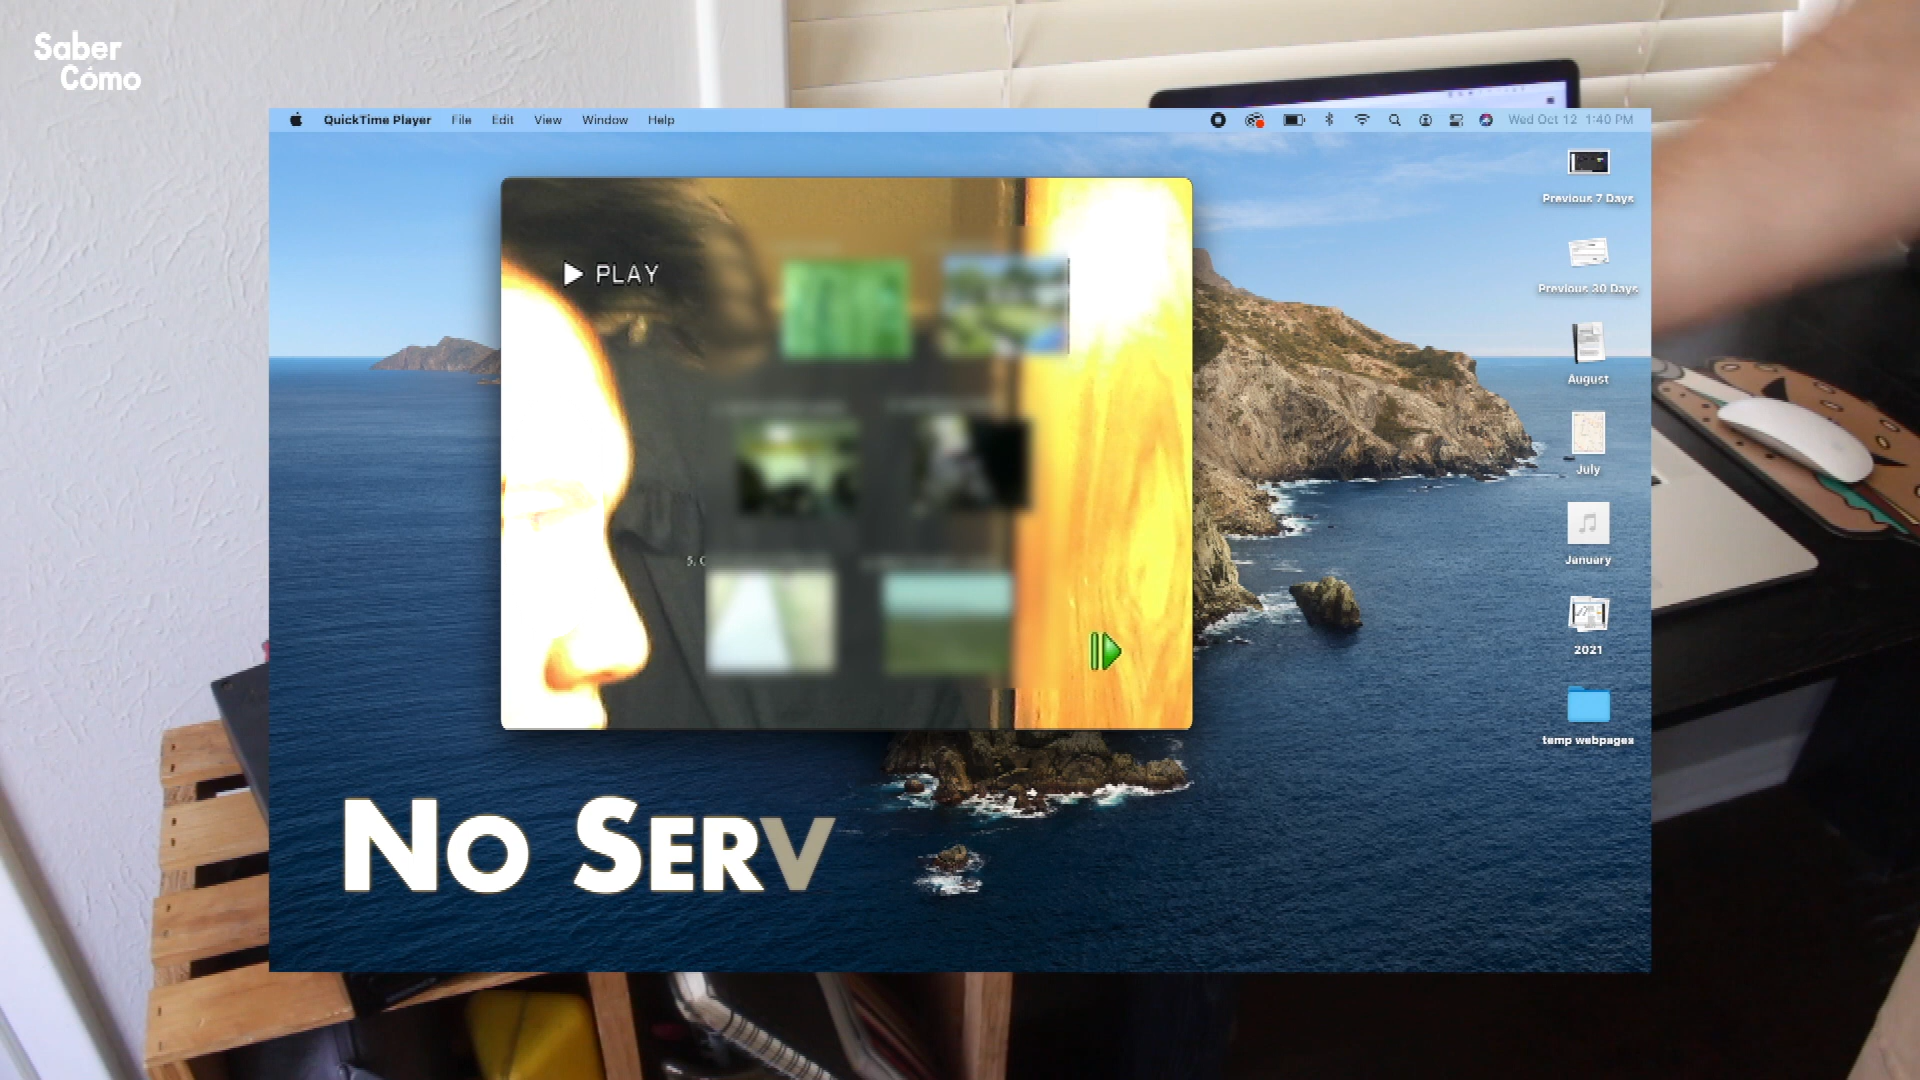 Saber
Cómo
QuickTime Player File Edit View Window Help
Wed Oct 12 1:40 PM
Previous 7 Days
Previous 30 Days
August
July
January
2021
temp webpages
PLAY
5. C
No Serv